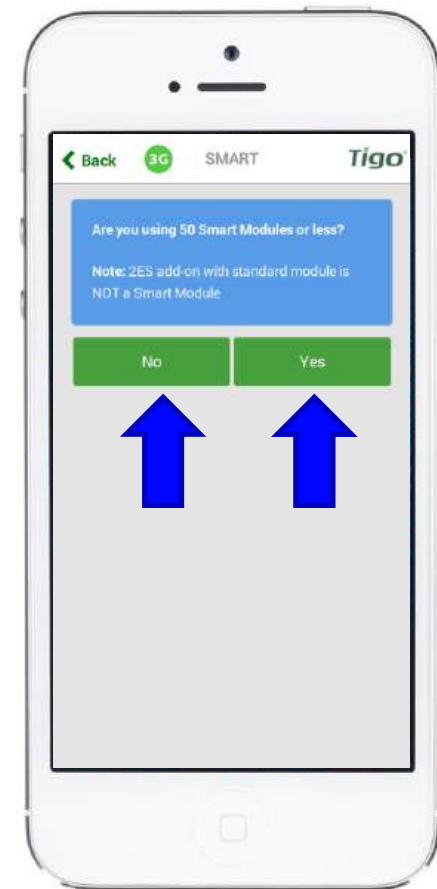 Back 3G SMART Tigo
Are you using 50 Smart Modules or less?
Note: 2ES add-on with standard module is
NOT a Smart Module
No Yes